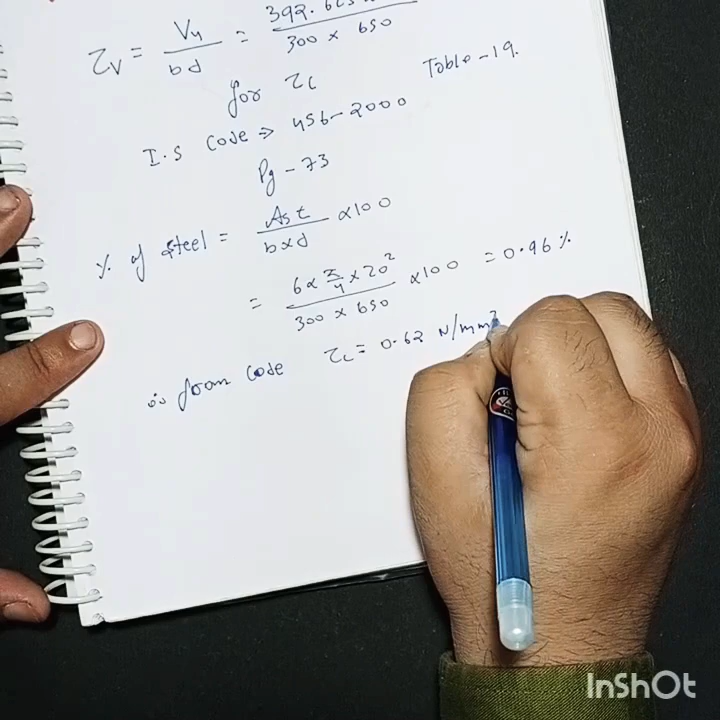 τv = Vu / bd = 392.625 / 300 × 650
for τc
I.S Code ⇒ 456-2000 Table-19.
Pg-73
% of steel = Ast / b×d ×100
= 6 × π/4 × 20² / 300 × 650 ×100 = 0.96 %
∴ from Code τc = 0.62 N/mm²
InShOt